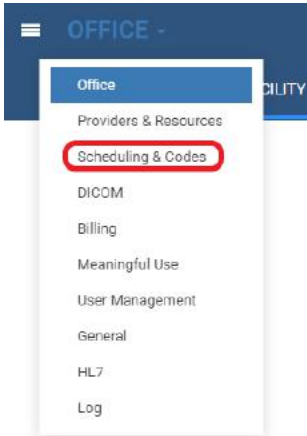 OFFICE -
Office
CILITY
Providers & Resources
Scheduling & Codes
DICOM
Billing
Meaningful Use
User Management
General
HL7
Log